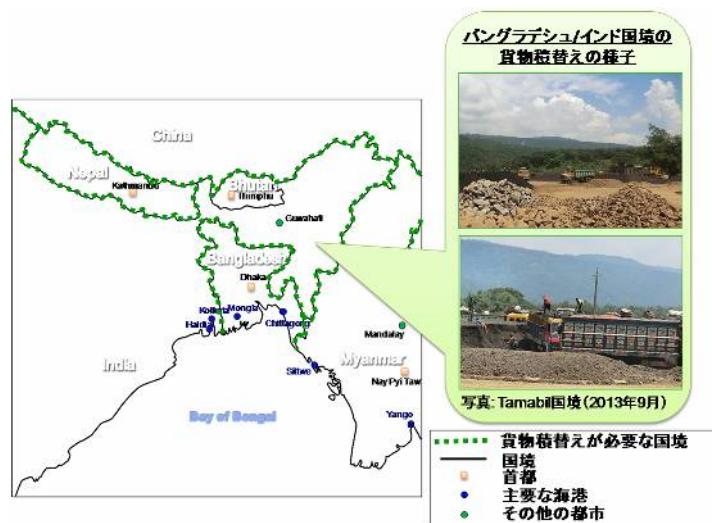 バングラデシュ/インド国境の
貨物積替えの様子
China
Nepal
Kathmandu
Bhutan
Thimphu
Guwahati
Bangladesh
Dhaka
Kolkata
Mongla
Haldia
Chittagong
Mandalay
India
Myanmar
Sittwe
Nay Pyi Taw
Bay of Bengal
Yango
写真: Tamabil国境(2013年9月)
貨物積替えが必要な国境
国境
首都
主要な海港
その他の都市